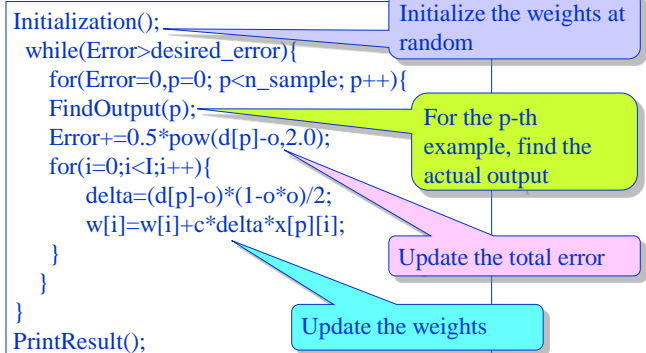 Initialization();
while(Error>desired_error){
for(Error=0,p=0; p<n_sample; p++){
FindOutput(p);
Error+=0.5*pow(d[p]-o,2.0);
for(i=0;i<I;i++){
delta=(d[p]-o)*(1-o*o)/2;
w[i]=w[i]+c*delta*x[p][i];
}
}
}
PrintResult();
Initialize the weights at
random
For the p-th
example, find the
actual output
Update the total error
Update the weights